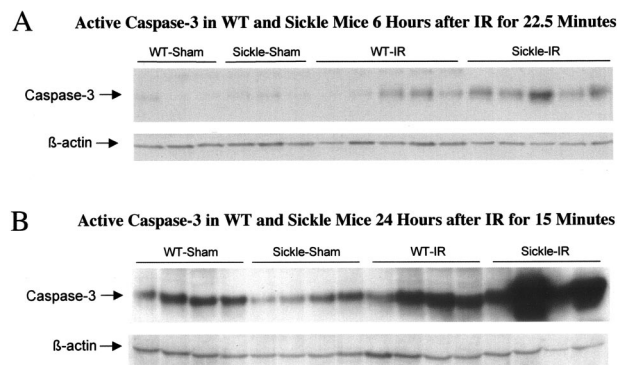 A
Active Caspase-3 in WT and Sickle Mice 6 Hours after IR for 22.5 Minutes
WT-Sham Sickle-Sham WT-IR Sickle-IR
Caspase-3
ß-actin
B
Active Caspase-3 in WT and Sickle Mice 24 Hours after IR for 15 Minutes
WT-Sham Sickle-Sham WT-IR Sickle-IR
Caspase-3
ß-actin